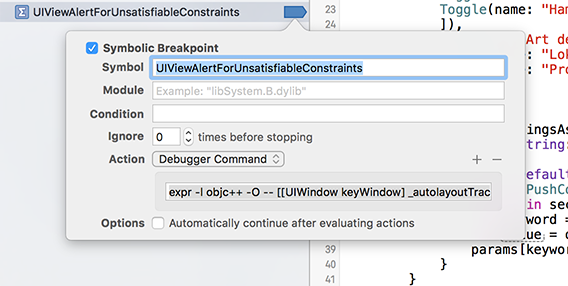 UIViewAlertForUnsatisfiableConstraints
Symbolic Breakpoint
Symbol UIViewAlertForUnsatisfiableConstraints
Module Example: "libSystem.B.dylib"
Condition
Ignore 0 times before stopping
Action Debugger Command
expr -l objc++ -O -- [[UIWindow keyWindow] _autolayoutTrac
Options Automatically continue after evaluating actions
23 Toggle(name: "Ham
24 ]),
Art de
: "Lok
: "Pro
ingsAs
tring:
efault
PushCo
in sec
word =
= d
39 params[keywor
40 }
41 }